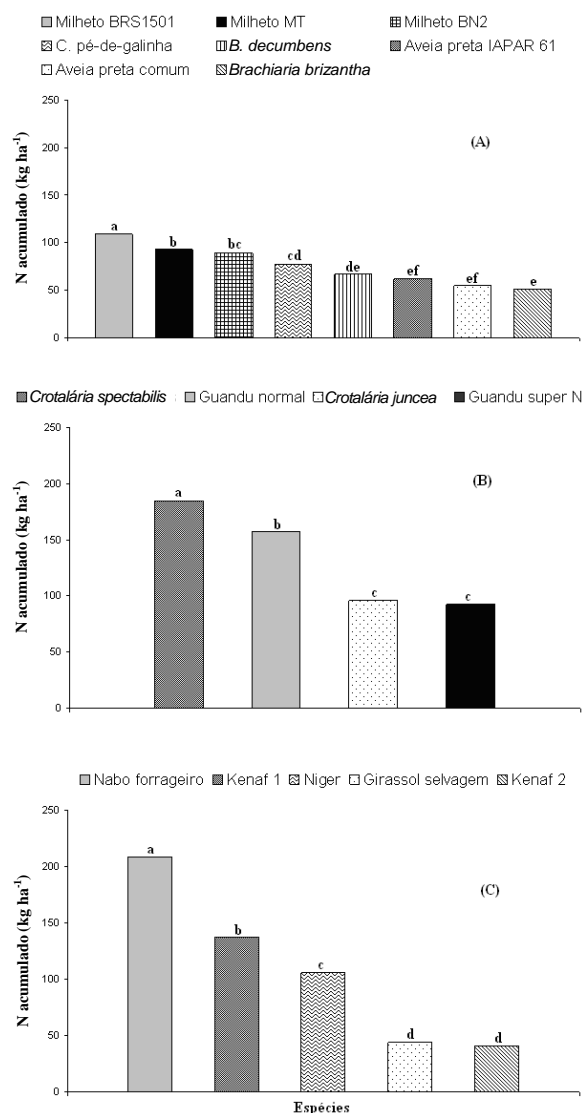 Milheto BRS1501 Milheto MT Milheto BN2
C. pé-de-galinha B. decumbens Aveia preta IAPAR 61
Aveia preta comum Brachiaria brizantha
250
(A)
200
150
a
b
bc
100
cd
de
ef
ef
e
50
0
N acumulado (kg ha-1)
Crotalária spectabilis Guandu normal Crotalária juncea Guandu super N
250
(B)
200
a
b
150
c
c
100
50
0
N acumulado (kg ha-1)
Nabo forrageiro Kenaf 1 Niger Girassol selvagem Kenaf 2
250
a
200
(C)
150
b
c
100
d
d
50
0
N acumulado (kg ha-1)
Espécies